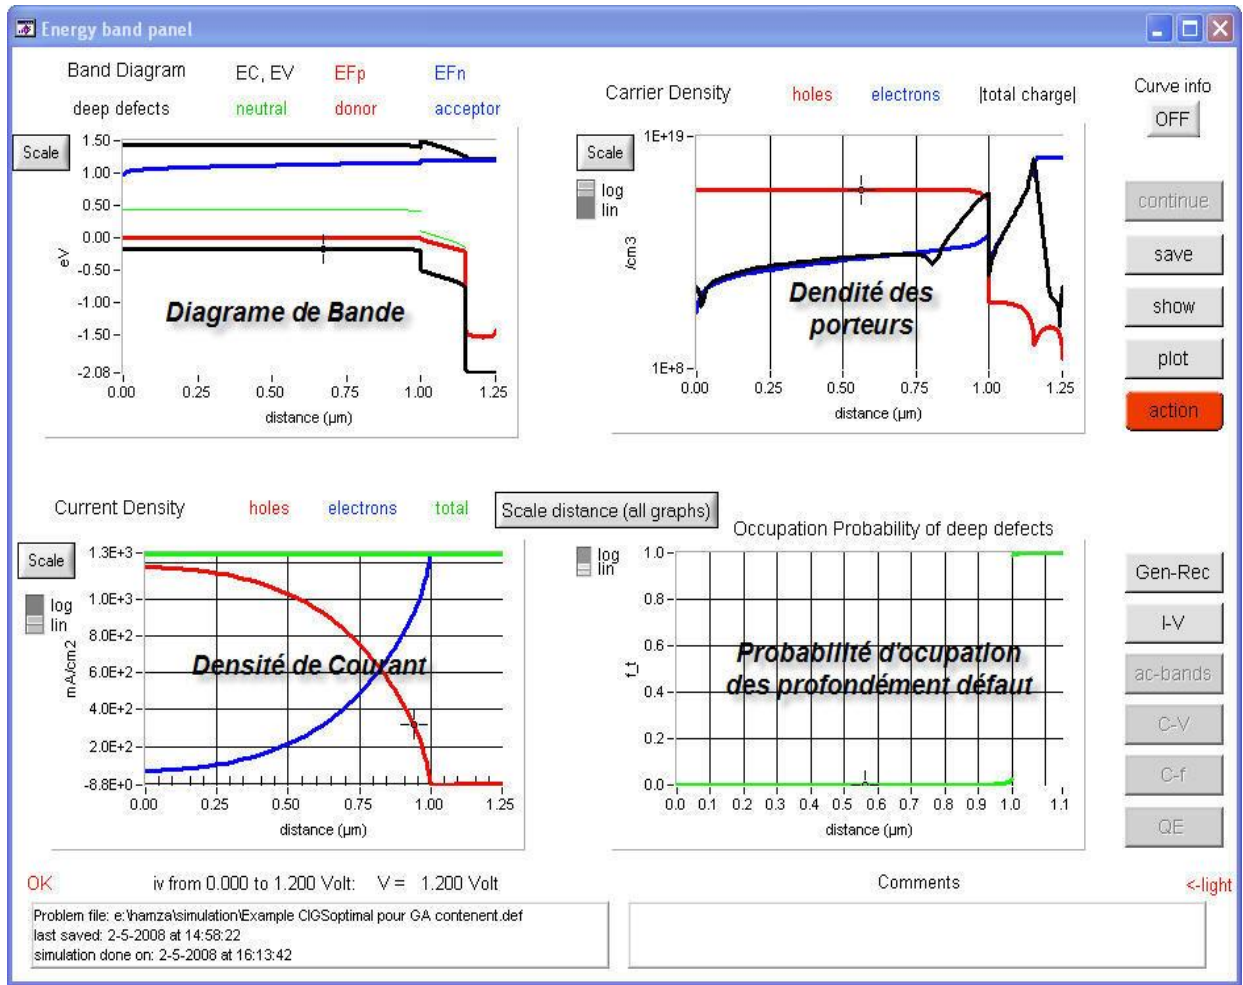 Energy band panel
Band Diagram EC, EV EFp EFn
deep defects neutral donor acceptor
Scale
1.50
1.00
0.50
0.00
-0.50
-1.00
-1.50
-2.08
eV
Diagrame de Bande
0.00 0.25 0.50 0.75 1.00 1.25
distance (µm)
Carrier Density holes electrons |total charge|
Scale
log
lin
1E+19
1E+8
/cm3
Dendité des
porteurs
0.00 0.25 0.50 0.75 1.00 1.25
distance (µm)
Curve info
OFF
continue
save
show
plot
action
Current Density holes electrons total
Scale distance (all graphs)
Scale
log
lin
1.3E+3
1.0E+3
8.0E+2
6.0E+2
4.0E+2
2.0E+2
-8.8E+0
mA/cm2
Densité de Courant
0.00 0.25 0.50 0.75 1.00 1.25
distance (µm)
Occupation Probability of deep defects
log
lin
1.0
0.8
0.6
0.4
0.2
0.0
f_t
Probabilité d'ocupation
des profondément défaut
0.0 0.1 0.2 0.3 0.4 0.5 0.6 0.7 0.8 0.9 1.0 1.1
distance (µm)
Gen-Rec
I-V
ac-bands
C-V
C-f
QE
OK iv from 0.000 to 1.200 Volt: V = 1.200 Volt
Problem file: e:\hamza\simulation\Example CIGSoptimal pour GA contenent.def
last saved: 2-5-2008 at 14:58:22
simulation done on: 2-5-2008 at 16:13:42
Comments
<-light